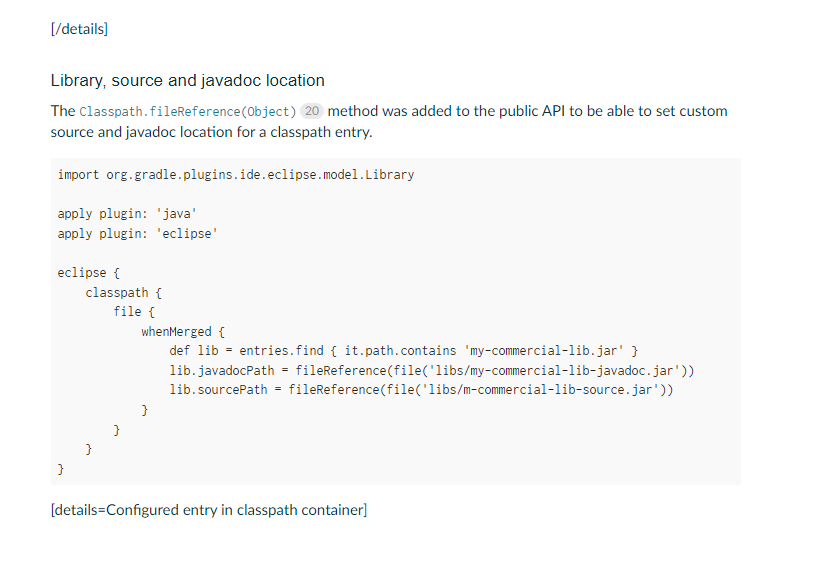 [/details]
Library, source and javadoc location
The Classpath.fileReference(Object) 20 method was added to the public API to be able to set custom
source and javadoc location for a classpath entry.
import org.gradle.plugins.ide.eclipse.model.Library
apply plugin: 'java'
apply plugin: 'eclipse'
eclipse {
    classpath {
        file {
            whenMerged {
                def lib = entries.find { it.path.contains 'my-commercial-lib.jar' }
                lib.javadocPath = fileReference(file('libs/my-commercial-lib-javadoc.jar'))
                lib.sourcePath = fileReference(file('libs/m-commercial-lib-source.jar'))
            }
        }
    }
}
[details=Configured entry in classpath container]